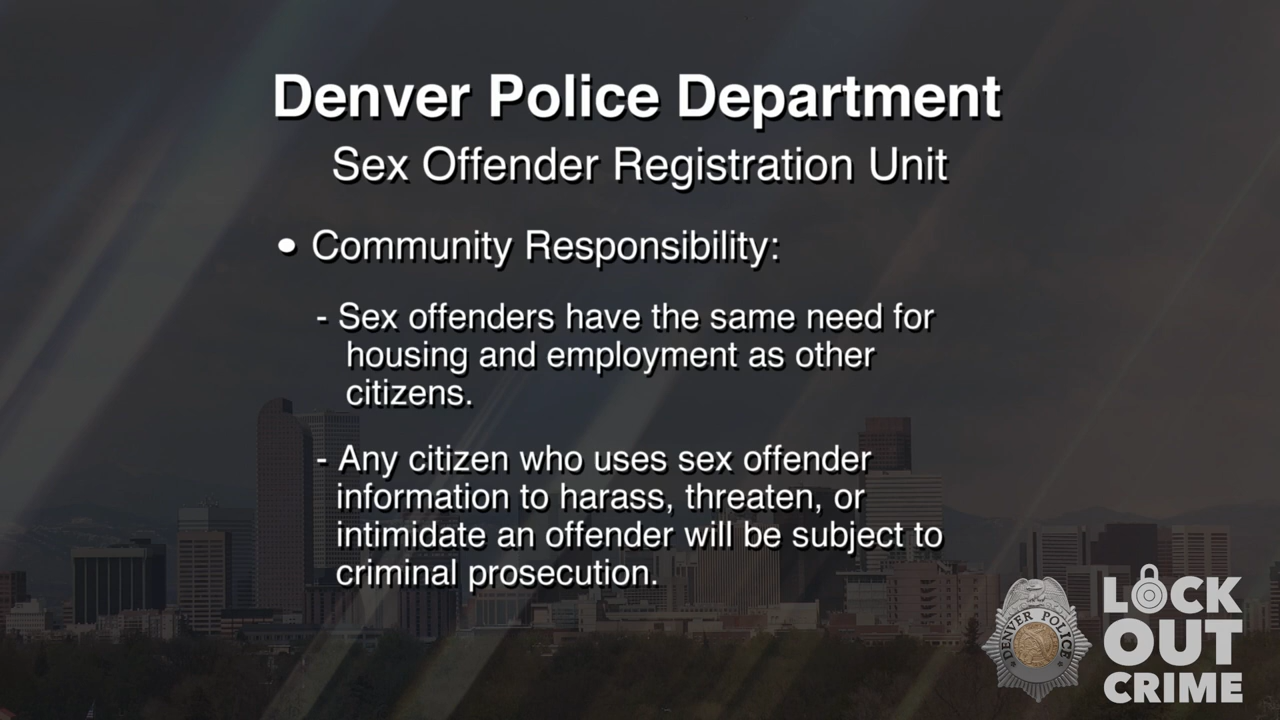 Denver Police Department
Sex Offender Registration Unit
• Community Responsibility:
- Sex offenders have the same need for
housing and employment as other
citizens.
- Any citizen who uses sex offender
information to harass, threaten, or
intimidate an offender will be subject to
criminal prosecution.
DENVER POLICE
LOCK
OUT
CRIME